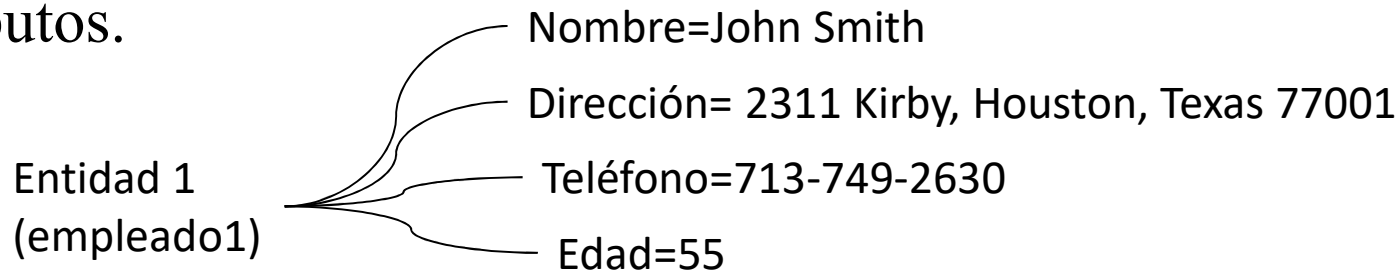 butos.
Nombre=John Smith
Dirección= 2311 Kirby, Houston, Texas 77001
Entidad 1
(empleado1)
Teléfono=713-749-2630
Edad=55